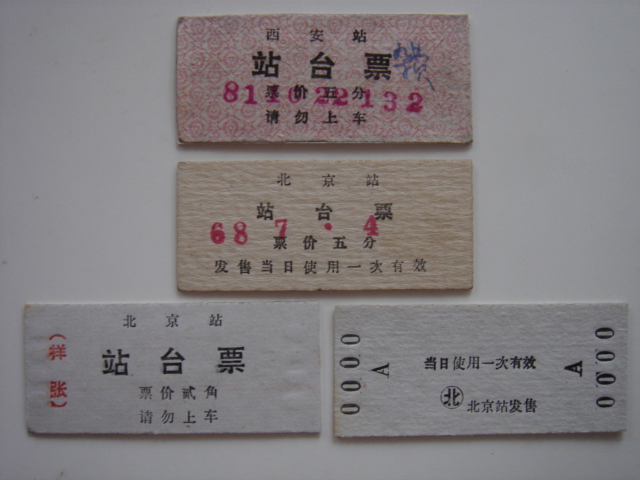 西安站
站台票
票价五分
81 10 22 132
请勿上车
北京站
站台票
68 7·4
票价五分
发售当日使用一次有效
北京站
站台票
票价贰角
请勿上车
（样张）
0000
A
当日使用一次有效
北 北京站发售
A
0000